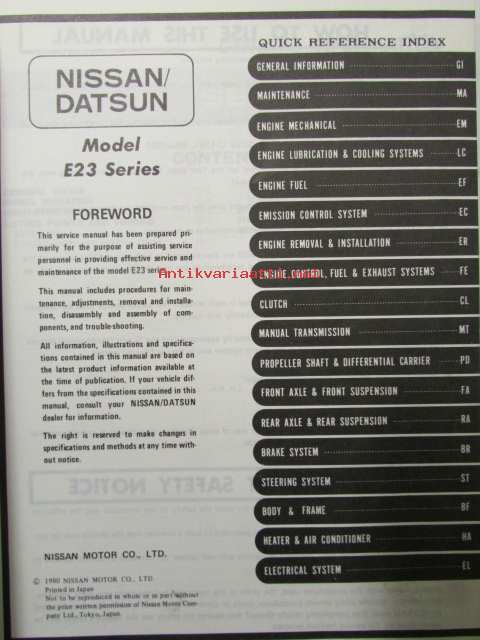 NISSAN/
DATSUN
Model
E23 Series
FOREWORD
This service manual has been prepared pri-
marily for the purpose of assisting service
personnel in providing effective service and
maintenance of the model E23 series.
This manual includes procedures for main-
tenance, adjustments, removal and installa-
tion, disassembly and assembly of com-
ponents, and trouble-shooting.
All information, illustrations and specifica-
tions contained in this manual are based on
the latest product information available at
the time of publication. If your vehicle dif-
fers from the specifications contained in this
manual, consult your NISSAN/DATSUN
dealer for information.
The right is reserved to make changes in
specifications and methods at any time with-
out notice.
NISSAN MOTOR CO., LTD.
© 1980 NISSAN MOTOR CO., LTD.
Printed in Japan
Not to be reproduced in whole or in part without
the prior written permission of Nissan Motor Com-
pany Ltd., Tokyo, Japan.
QUICK REFERENCE INDEX
GENERAL INFORMATION GI
MAINTENANCE MA
ENGINE MECHANICAL EM
ENGINE LUBRICATION & COOLING SYSTEMS LC
ENGINE FUEL EF
EMISSION CONTROL SYSTEM EC
ENGINE REMOVAL & INSTALLATION ER
ENGINE CONTROL, FUEL & EXHAUST SYSTEMS FE
CLUTCH CL
MANUAL TRANSMISSION MT
PROPELLER SHAFT & DIFFERENTIAL CARRIER PD
FRONT AXLE & FRONT SUSPENSION FA
REAR AXLE & REAR SUSPENSION RA
BRAKE SYSTEM BR
STEERING SYSTEM ST
BODY & FRAME BF
HEATER & AIR CONDITIONER HA
ELECTRICAL SYSTEM EL